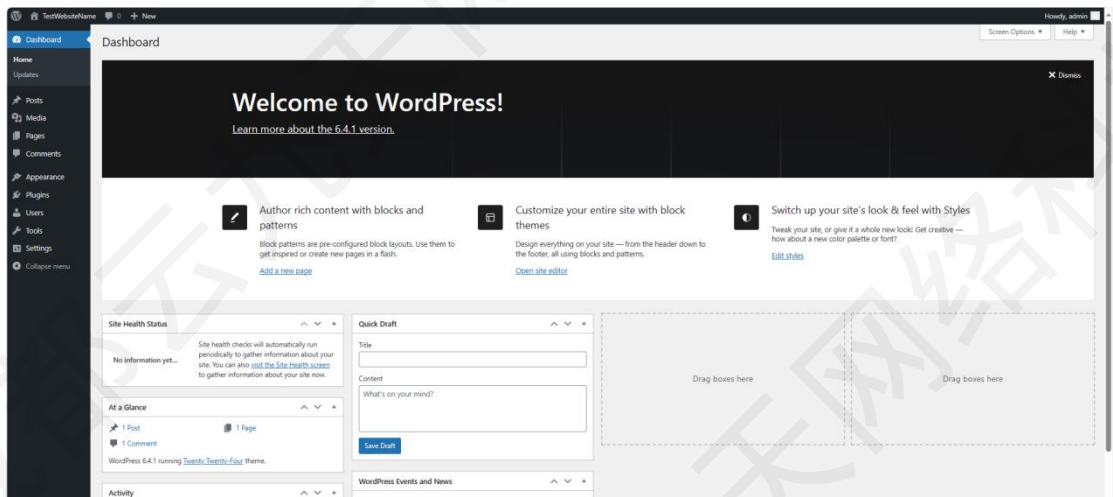 TestWebsiteName 0 + New
Howdy, admin
Screen Options ▼ Help ▼
Dashboard
Home
Updates
Posts
Media
Pages
Comments
Appearance
Plugins
Users
Tools
Settings
Collapse menu
Dashboard
Dismiss
Welcome to WordPress!
Learn more about the 6.4.1 version.
Author rich content with blocks and
patterns
Block patterns are pre-configured block layouts. Use them to
get inspired or create new pages in a flash.
Add a new page
Customize your entire site with block
themes
Design everything on your site — from the header down to
the footer, all using blocks and patterns.
Open site editor
Switch up your site's look & feel with Styles
Tweak your site, or give it a whole new look! Get creative —
how about a new color palette or font?
Edit styles
Site Health Status
No information yet...
Site health checks will automatically run
periodically to gather information about your
site. You can also visit the Site Health screen
to gather information about your site now.
At a Glance
1 Post 1 Page
1 Comment
WordPress 6.4.1 running Twenty Twenty-Four theme.
Activity
Quick Draft
Title
Content
What's on your mind?
Save Draft
WordPress Events and News
Drag boxes here
Drag boxes here